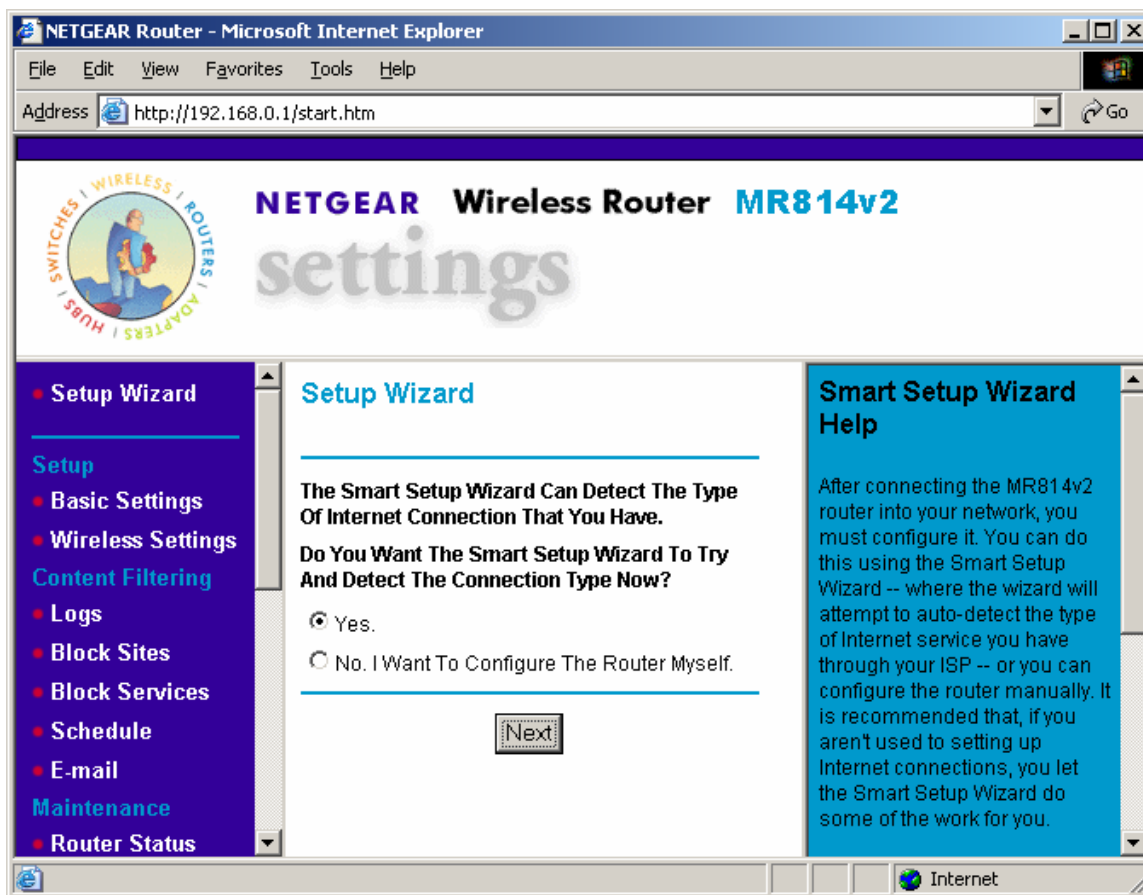 NETGEAR Router - Microsoft Internet Explorer
File Edit View Favorites Tools Help
Address http://192.168.0.1/start.htm Go
SWITCHES | WIRELESS | ROUTERS | ADAPTERS | HUBS |
NETGEAR Wireless Router MR814v2
settings
Setup Wizard
Setup
Basic Settings
Wireless Settings
Content Filtering
Logs
Block Sites
Block Services
Schedule
E-mail
Maintenance
Router Status
Setup Wizard
The Smart Setup Wizard Can Detect The Type
Of Internet Connection That You Have.
Do You Want The Smart Setup Wizard To Try
And Detect The Connection Type Now?
Yes.
No. I Want To Configure The Router Myself.
Next
Smart Setup Wizard
Help
After connecting the MR814v2
router into your network, you
must configure it. You can do
this using the Smart Setup
Wizard -- where the wizard will
attempt to auto-detect the type
of Internet service you have
through your ISP -- or you can
configure the router manually. It
is recommended that, if you
aren't used to setting up
Internet connections, you let
the Smart Setup Wizard do
some of the work for you.
Internet